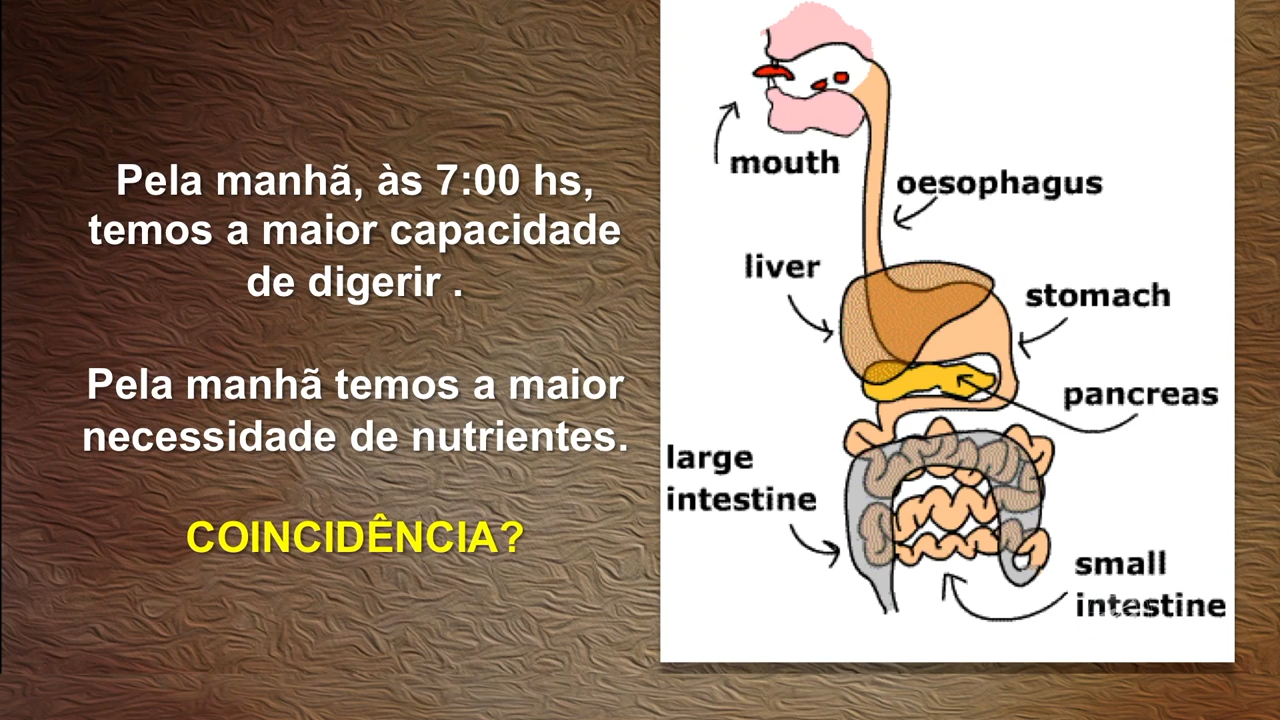 Pela manhã, às 7:00 hs,
temos a maior capacidade
de digerir .
Pela manhã temos a maior
necessidade de nutrientes.
COINCIDÊNCIA?
mouth
oesophagus
liver
stomach
pancreas
large
intestine
small
intestine